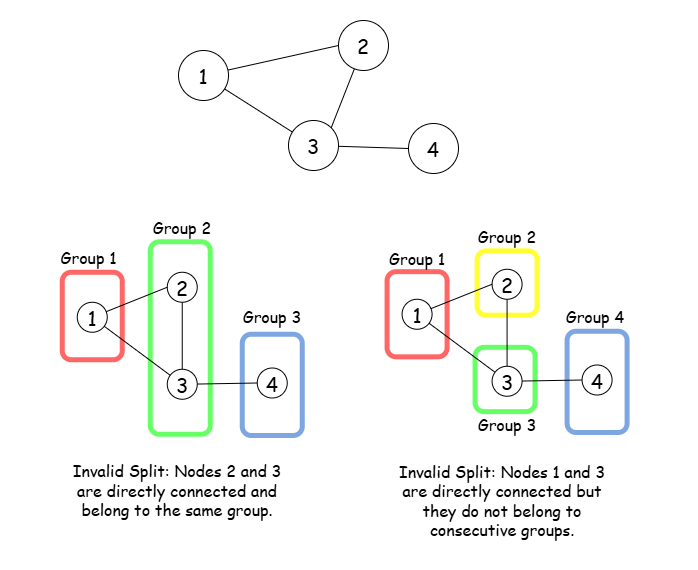 2
1
3
4
Group 2
Group 1
2
1
Group 3
3
4
Invalid Split: Nodes 2 and 3
are directly connected and
belong to the same group.
Group 2
Group 1
2
1
Group 4
3
4
Group 3
Invalid Split: Nodes 1 and 3
are directly connected but
they do not belong to
consecutive groups.